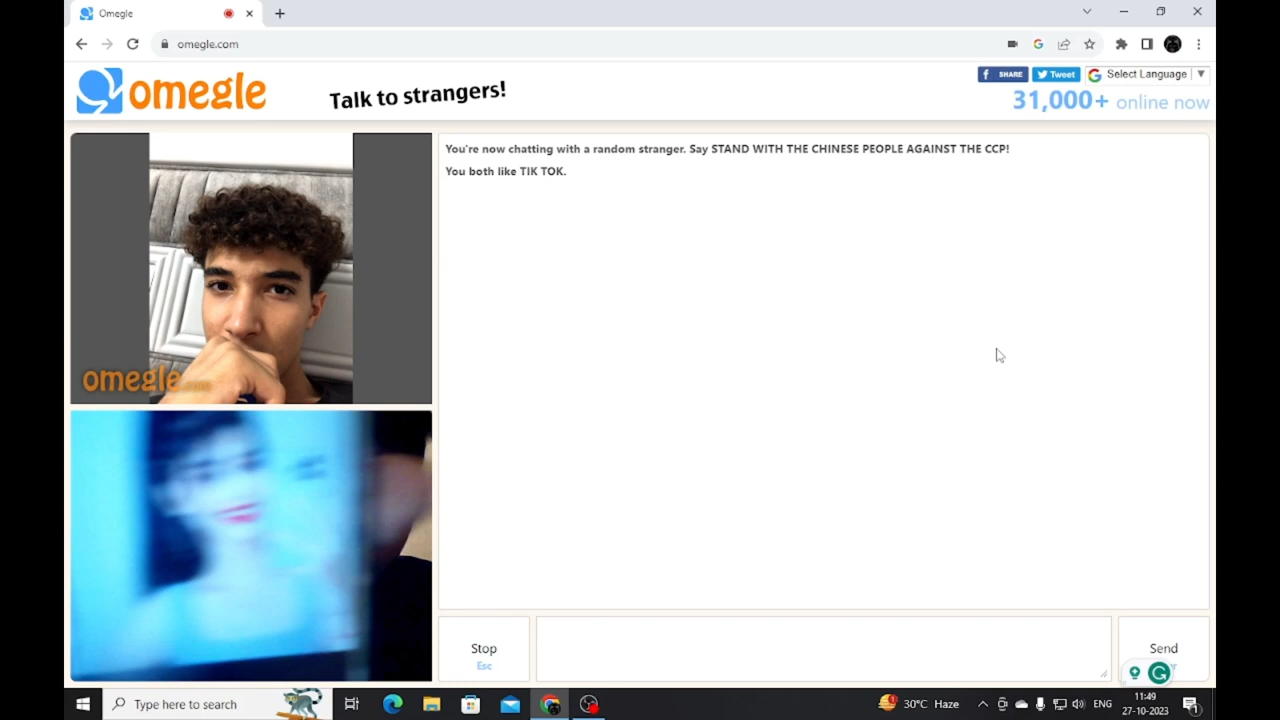 Omegle
omegle.com
omegle
Talk to strangers!
SHARE
Tweet
Select Language
31,000+ online now
You're now chatting with a random stranger. Say STAND WITH THE CHINESE PEOPLE AGAINST THE CCP!
You both like TIK TOK.
omegle
Stop
Esc
Send
Type here to search
30°C Haze
ENG
11:49
27-10-2023
1